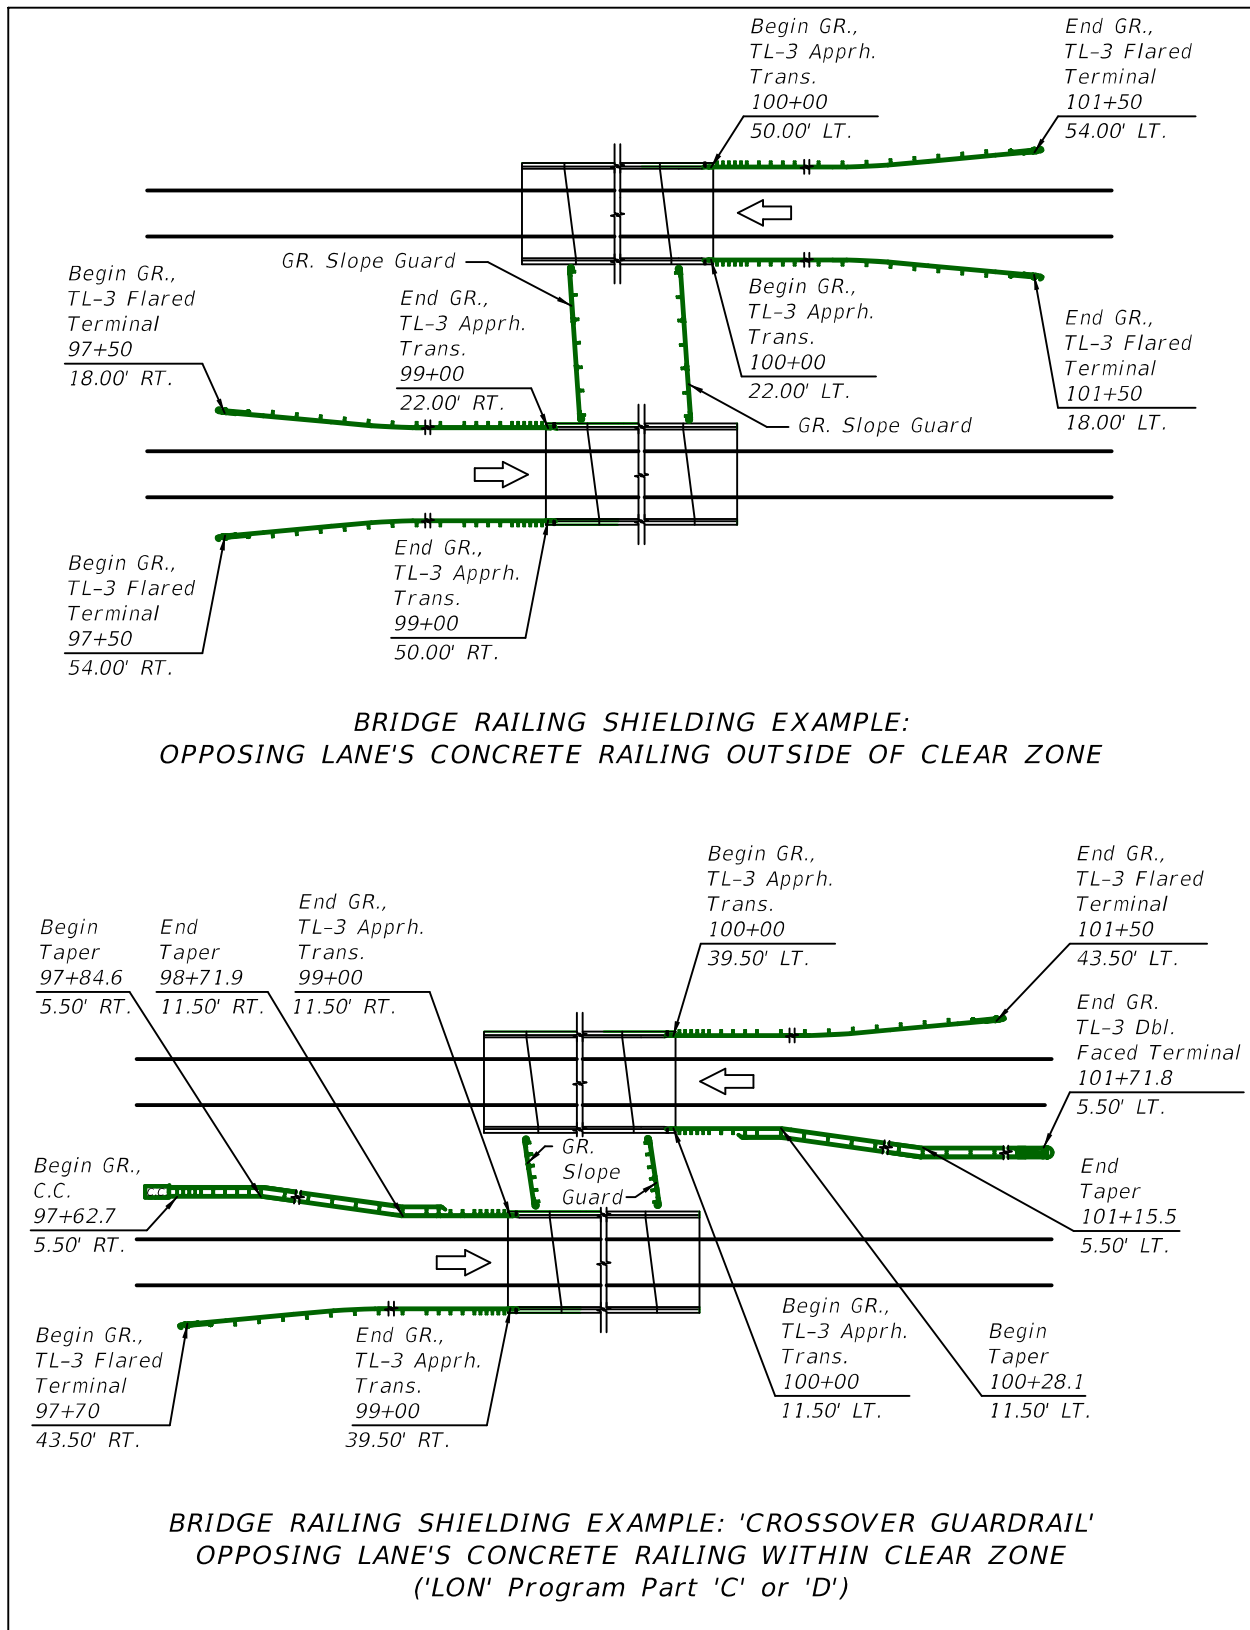 Begin GR.,
TL-3 Apprh.
Trans.
100+00
50.00' LT.
End GR.,
TL-3 Flared
Terminal
101+50
54.00' LT.
GR. Slope Guard
Begin GR.,
TL-3 Flared
Terminal
97+50
18.00' RT.
End GR.,
TL-3 Apprh.
Trans.
99+00
22.00' RT.
Begin GR.,
TL-3 Apprh.
Trans.
100+00
22.00' LT.
End GR.,
TL-3 Flared
Terminal
101+50
18.00' LT.
GR. Slope Guard
Begin GR.,
TL-3 Flared
Terminal
97+50
54.00' RT.
End GR.,
TL-3 Apprh.
Trans.
99+00
50.00' RT.
BRIDGE RAILING SHIELDING EXAMPLE:
OPPOSING LANE'S CONCRETE RAILING OUTSIDE OF CLEAR ZONE
Begin GR.,
TL-3 Apprh.
Trans.
100+00
39.50' LT.
End GR.,
TL-3 Flared
Terminal
101+50
43.50' LT.
Begin
Taper
97+84.6
5.50' RT.
End
Taper
98+71.9
11.50' RT.
End GR.,
TL-3 Apprh.
Trans.
99+00
11.50' RT.
End GR.
TL-3 Dbl.
Faced Terminal
101+71.8
5.50' LT.
GR.
Slope
Guard
Begin GR.,
C.C.
97+62.7
5.50' RT.
C.C.
End
Taper
101+15.5
5.50' LT.
Begin GR.,
TL-3 Flared
Terminal
97+70
43.50' RT.
End GR.,
TL-3 Apprh.
Trans.
99+00
39.50' RT.
Begin GR.,
TL-3 Apprh.
Trans.
100+00
11.50' LT.
Begin
Taper
100+28.1
11.50' LT.
BRIDGE RAILING SHIELDING EXAMPLE: 'CROSSOVER GUARDRAIL'
OPPOSING LANE'S CONCRETE RAILING WITHIN CLEAR ZONE
('LON' Program Part 'C' or 'D')